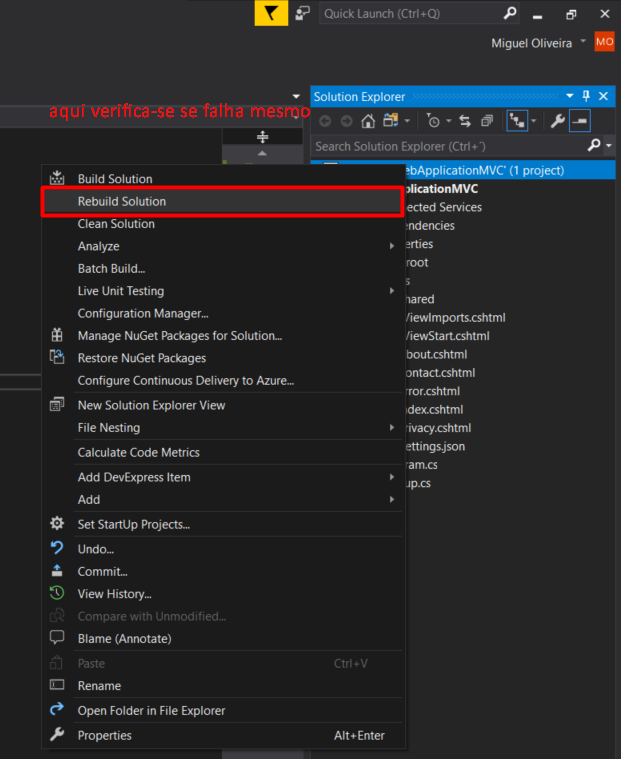 Quick Launch (Ctrl+Q)
Miguel Oliveira
MO
aqui verifica-se se falha mesmo
Solution Explorer
Search Solution Explorer (Ctrl+´)
ebApplicationMVC' (1 project)
plicationMVC
ected Services
endencies
erties
root
s
hared
ViewImports.cshtml
ViewStart.cshtml
bout.cshtml
ontact.cshtml
rror.cshtml
ndex.cshtml
rivacy.cshtml
ettings.json
ram.cs
up.cs
Build Solution
Rebuild Solution
Clean Solution
Analyze
Batch Build...
Live Unit Testing
Configuration Manager...
Manage NuGet Packages for Solution...
Restore NuGet Packages
Configure Continuous Delivery to Azure...
New Solution Explorer View
File Nesting
Calculate Code Metrics
Add DevExpress Item
Add
Set StartUp Projects...
Undo...
Commit...
View History...
Compare with Unmodified...
Blame (Annotate)
Paste Ctrl+V
Rename
Open Folder in File Explorer
Properties Alt+Enter